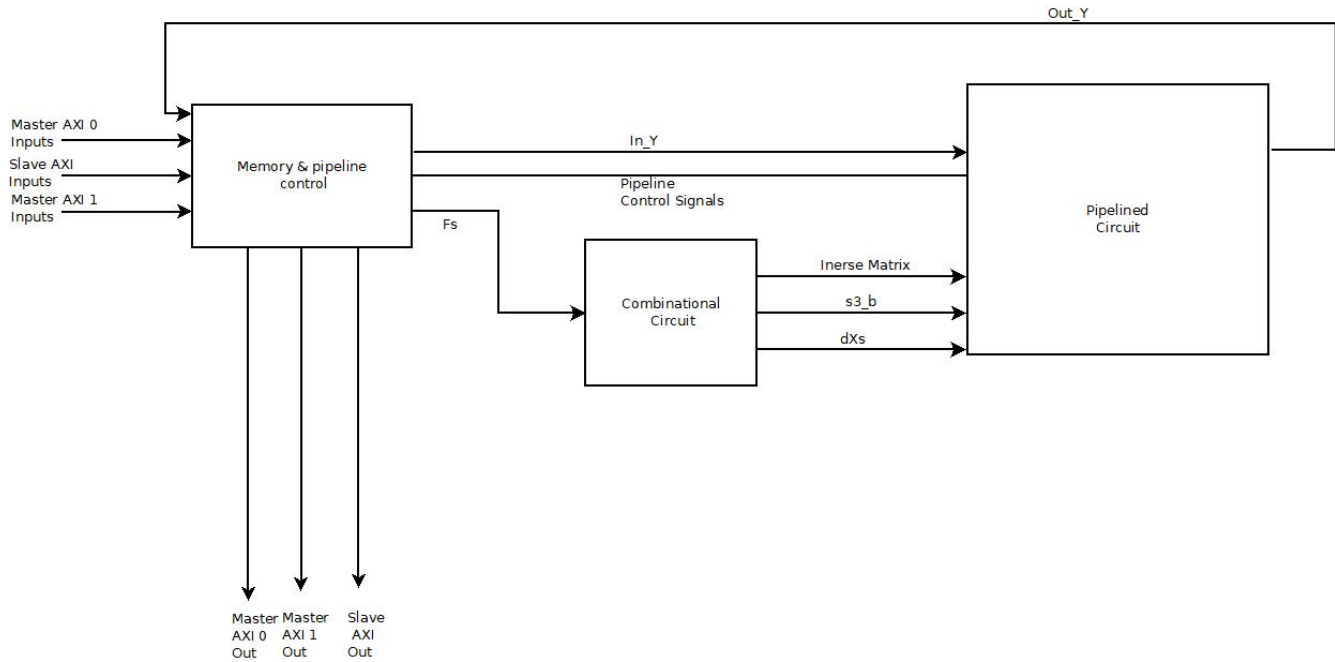 Out_Y
Master AXI 0
Inputs
Slave AXI
Inputs
Master AXI 1
Inputs
Memory & pipeline
control
In_Y
Pipeline
Control Signals
Fs
Pipelined
Circuit
Combinational
Circuit
Inerse Matrix
s3_b
dXs
Master
AXI 0
Out
Master
AXI 1
Out
Slave
AXI
Out